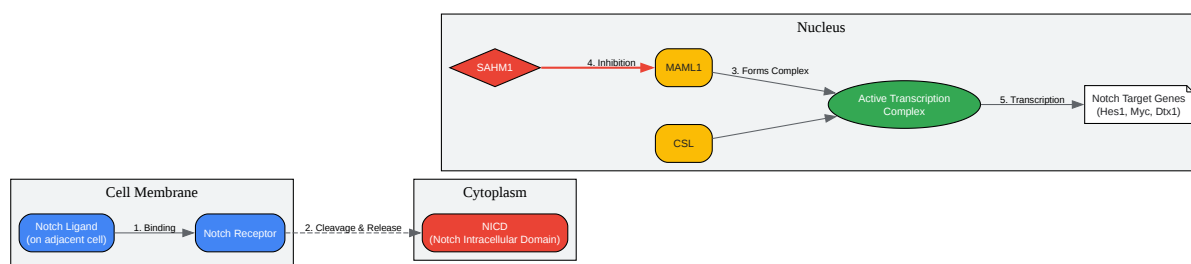 Nucleus
SAHM1
4. Inhibition
MAML1
3. Forms Complex
Active Transcription
Complex
5. Transcription
Notch Target Genes
(Hes1, Myc, Dtx1)
CSL
Cell Membrane
Notch Ligand
(on adjacent cell)
1. Binding
Notch Receptor
2. Cleavage & Release
Cytoplasm
NICD
(Notch Intracellular Domain)